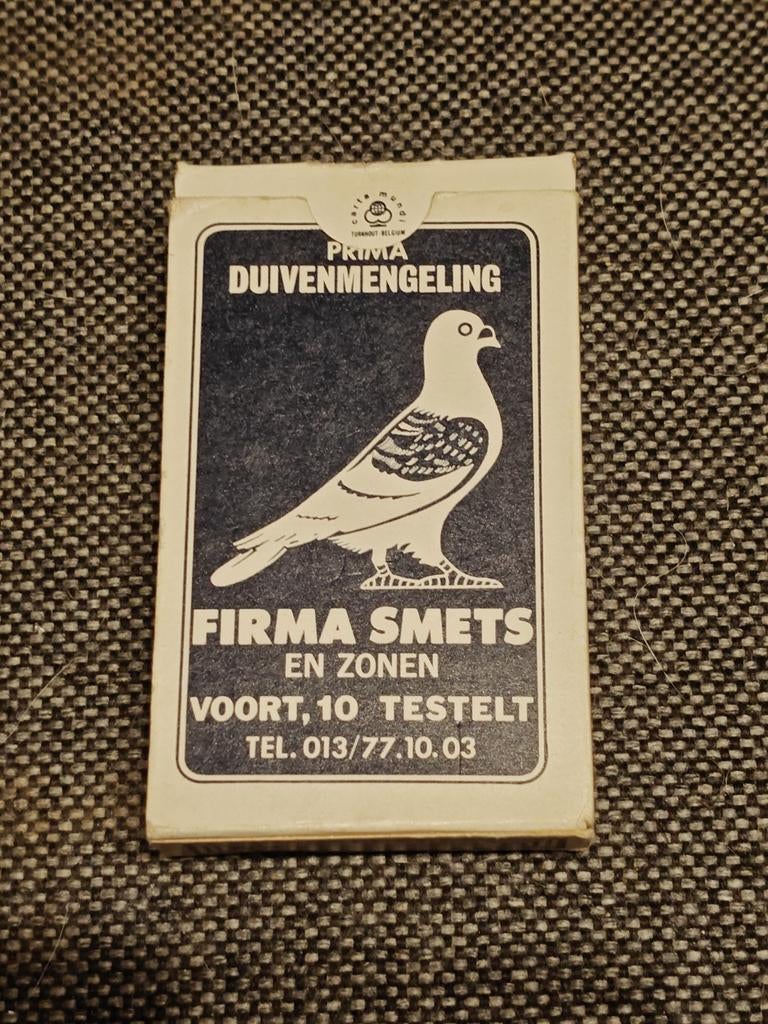 carta mundi
TURNHOUT-BELGIUM
PRIMA
DUIVENMENGELING
FIRMA SMETS
EN ZONEN
VOORT, 10 TESTELT
TEL. 013/77.10.03